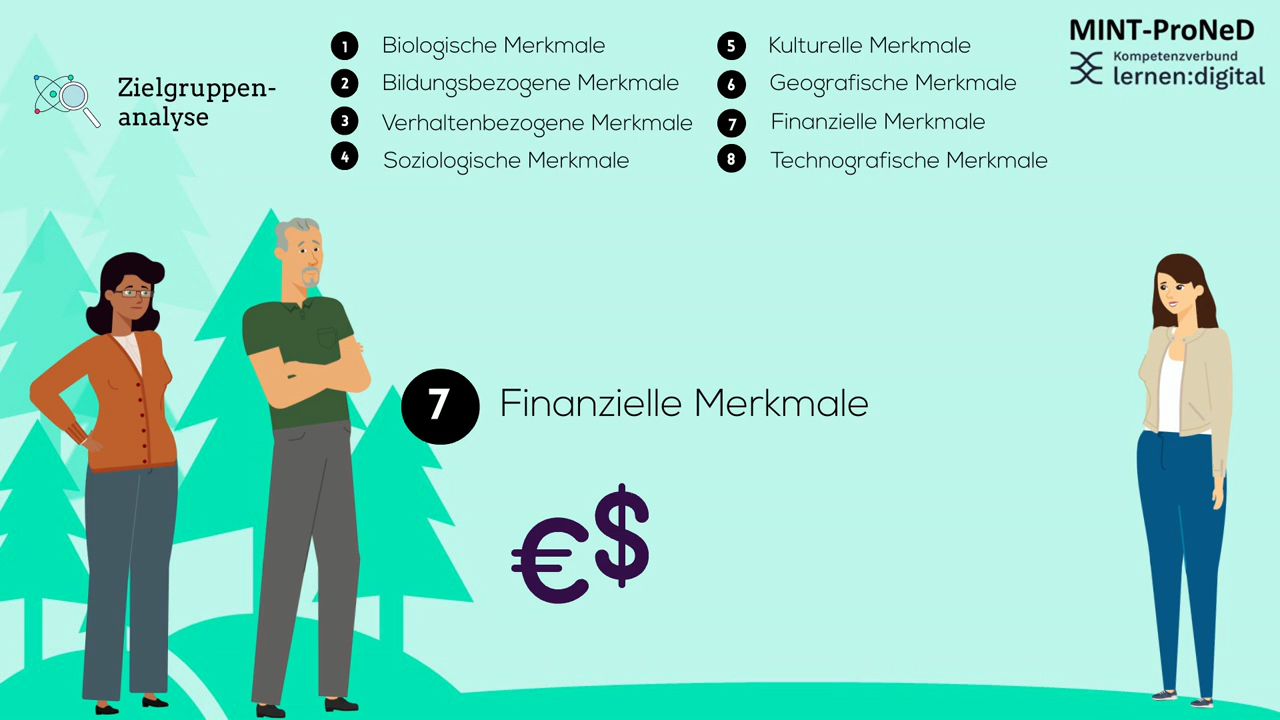 Zielgruppen-
analyse
1 Biologische Merkmale
2 Bildungsbezogene Merkmale
3 Verhaltenbezogene Merkmale
4 Soziologische Merkmale
5 Kulturelle Merkmale
6 Geografische Merkmale
7 Finanzielle Merkmale
8 Technografische Merkmale
MINT-ProNeD
Kompetenzverbund
lernen:digital
7 Finanzielle Merkmale
€$